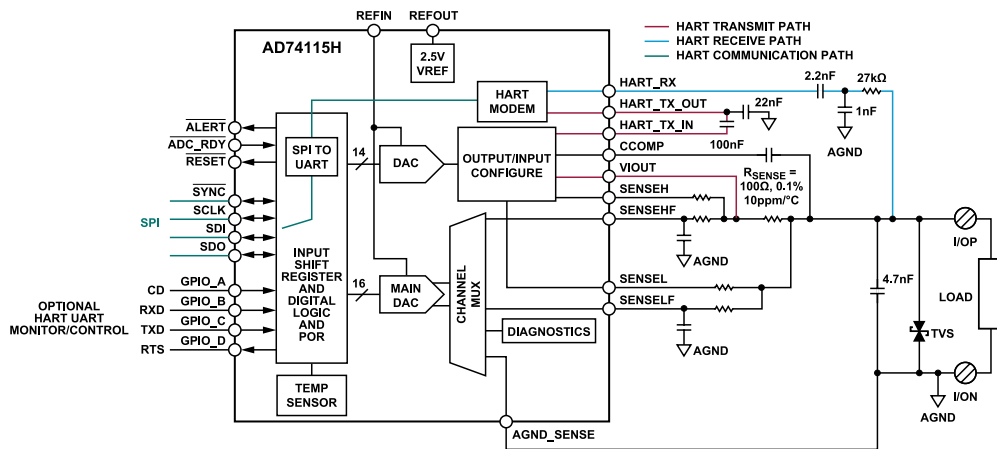 REFIN
REFOUT
AD74115H
2.5V
VREF
HART TRANSMIT PATH
HART RECEIVE PATH
HART COMMUNICATION PATH
HART
MODEM
HART_RX
HART_TX_OUT
HART_TX_IN
CCOMP
VIOUT
SENSEH
SENSEHF
SENSEL
SENSELF
2.2nF
27kΩ
1nF
AGND
22nF
100nF
RSENSE =
100Ω, 0.1%
10ppm/°C
ALERT
ADC_RDY
RESET
SYNC
SCLK
SDI
SDO
SPI
SPI TO
UART
14
DAC
OUTPUT/INPUT
CONFIGURE
INPUT
SHIFT
REGISTER
AND
DIGITAL
LOGIC
AND
POR
16
MAIN
DAC
CHANNEL
MUX
DIAGNOSTICS
AGND
AGND
OPTIONAL
HART UART
MONITOR/CONTROL
CD
RXD
TXD
RTS
GPIO_A
GPIO_B
GPIO_C
GPIO_D
TEMP
SENSOR
AGND_SENSE
4.7nF
TVS
I/OP
LOAD
I/ON
AGND